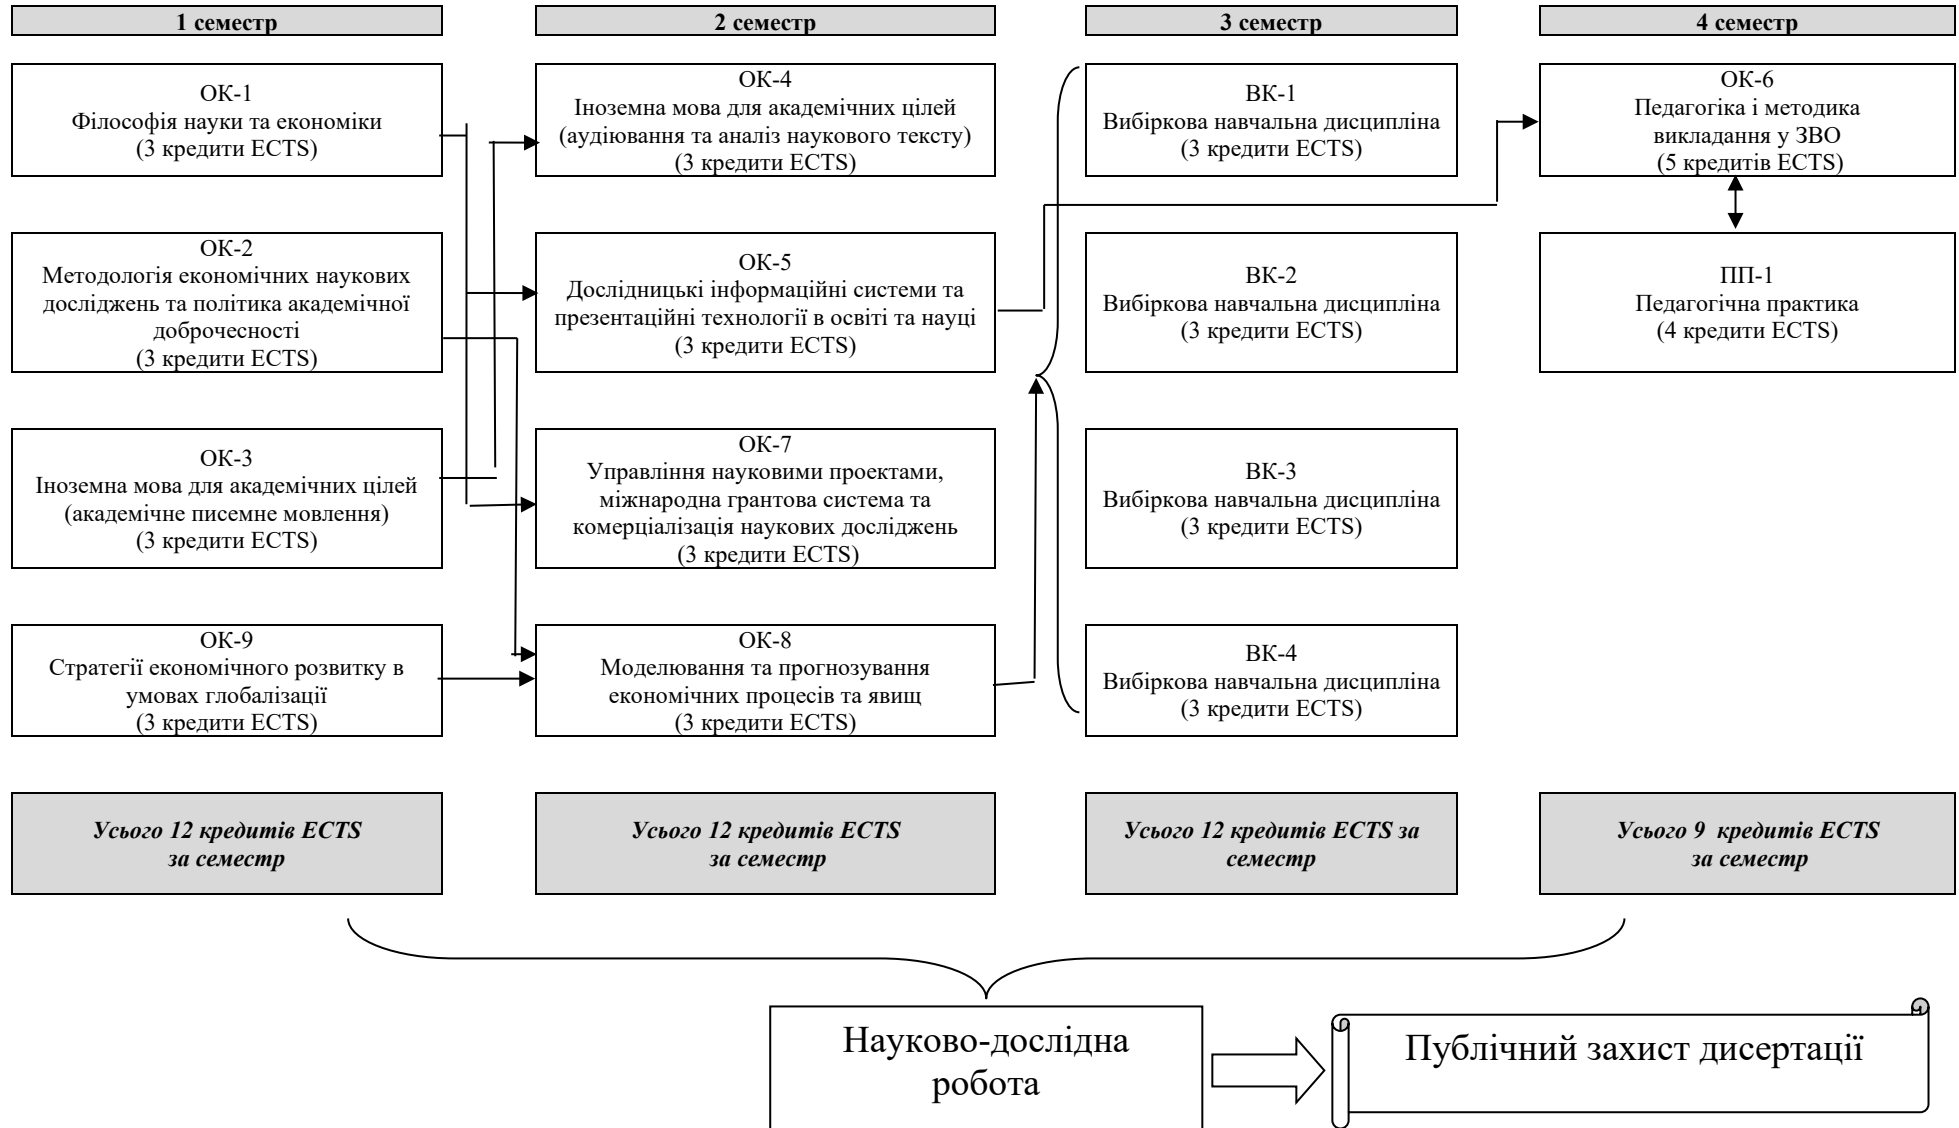 1 семестр
2 семестр
3 семестр
4 семестр
ОК-1
Філософія науки та економіки
(3 кредити ECTS)
ОК-4
Іноземна мова для академічних цілей
(аудіювання та аналіз наукового тексту)
(3 кредити ECTS)
ВК-1
Вибіркова навчальна дисципліна
(3 кредити ECTS)
ОК-6
Педагогіка і методика
викладання у ЗВО
(5 кредитів ECTS)
ОК-2
Методологія економічних наукових
досліджень та політика академічної
доброчесності
(3 кредити ECTS)
ОК-5
Дослідницькі інформаційні системи та
презентаційні технології в освіті та науці
(3 кредити ECTS)
ВК-2
Вибіркова навчальна дисципліна
(3 кредити ECTS)
ПП-1
Педагогічна практика
(4 кредити ECTS)
ОК-3
Іноземна мова для академічних цілей
(академічне писемне мовлення)
(3 кредити ECTS)
ОК-7
Управління науковими проектами,
міжнародна грантова система та
комерціалізація наукових досліджень
(3 кредити ECTS)
ВК-3
Вибіркова навчальна дисципліна
(3 кредити ECTS)
ОК-9
Стратегії економічного розвитку в
умовах глобалізації
(3 кредити ECTS)
ОК-8
Моделювання та прогнозування
економічних процесів та явищ
(3 кредити ECTS)
ВК-4
Вибіркова навчальна дисципліна
(3 кредити ECTS)
Усього 12 кредитів ECTS
за семестр
Усього 12 кредитів ECTS
за семестр
Усього 12 кредитів ECTS за
семестр
Усього 9 кредитів ECTS
за семестр
Науково-дослідна
робота
Публічний захист дисертації